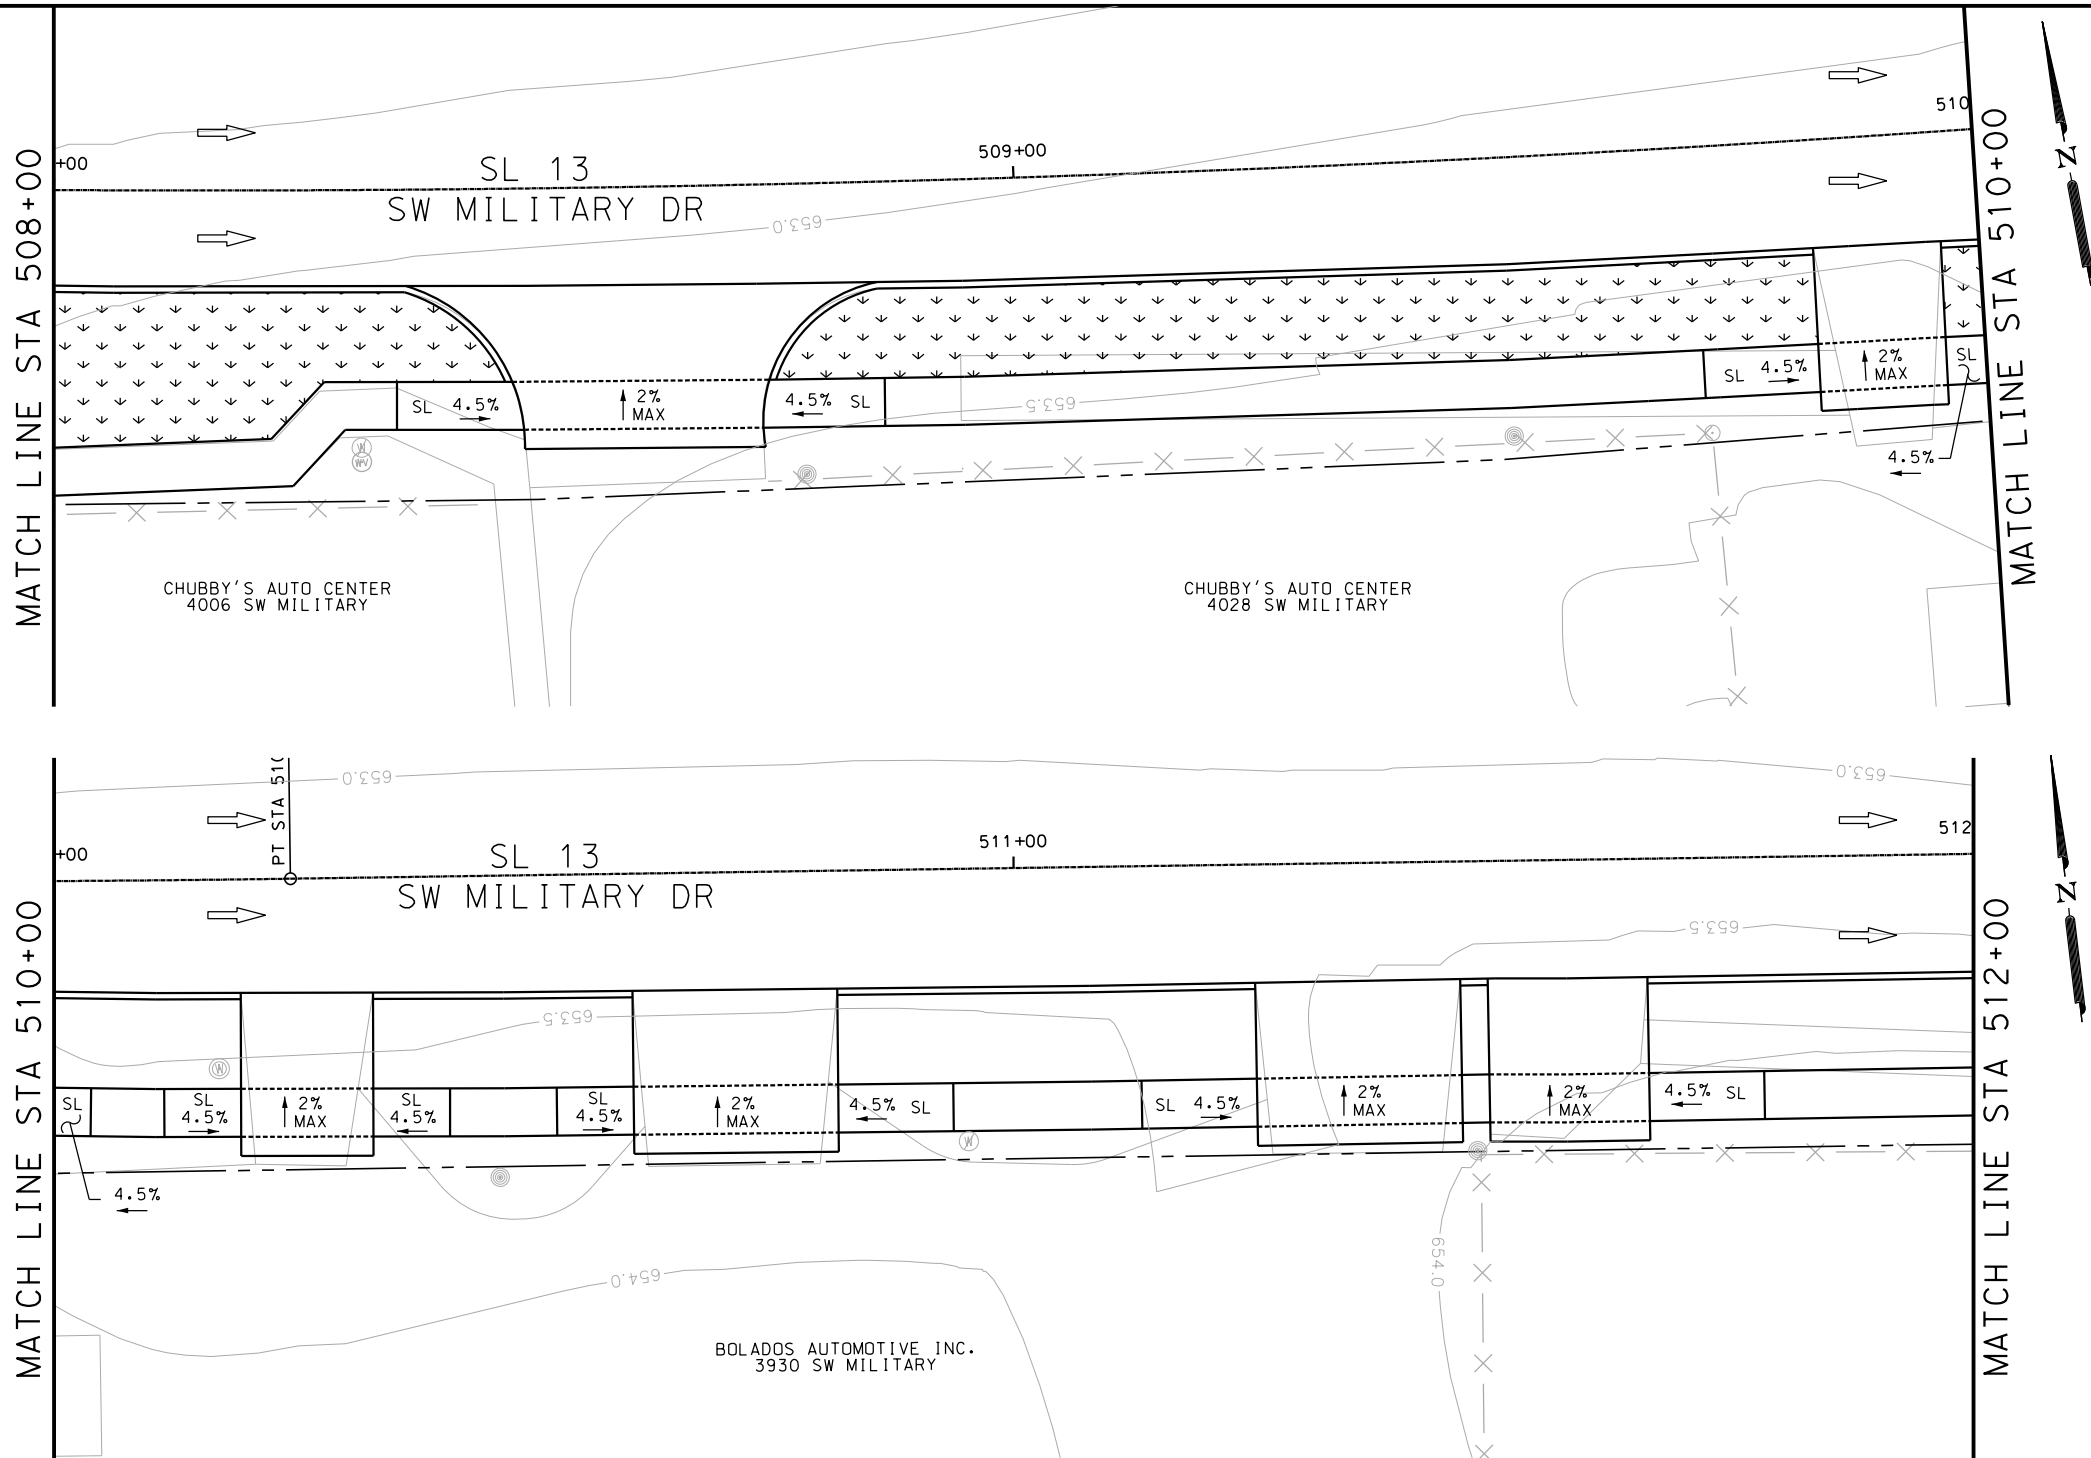 MATCH LINE STA 508+00
+00
SL 13
SW MILITARY DR
509+00
510
653.0
653.5
SL 4.5%
2%
MAX
4.5% SL
SL 4.5%
2%
MAX
SL
4.5%
W
WV
CHUBBY'S AUTO CENTER
4006 SW MILITARY
CHUBBY'S AUTO CENTER
4028 SW MILITARY
MATCH LINE STA 510+00
N
MATCH LINE STA 510+00
+00
PT STA 510
653.0
SL 13
SW MILITARY DR
511+00
653.0
512
653.5
653.5
W
SL
4.5%
SL
4.5%
2%
MAX
SL
4.5%
SL
4.5%
2%
MAX
4.5% SL
W
SL 4.5%
2%
MAX
2%
MAX
4.5% SL
654.0
654.0
BOLADOS AUTOMOTIVE INC.
3930 SW MILITARY
MATCH LINE STA 512+00
N